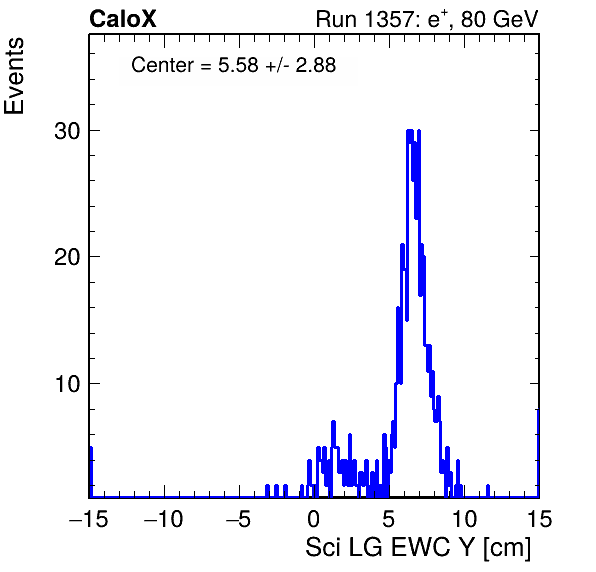 CaloX Run 1357: e⁺, 80 GeV
Center = 5.58 +/- 2.88
Events
30
20
10
−15 −10 −5 0 5 10 15
Sci LG EWC Y [cm]